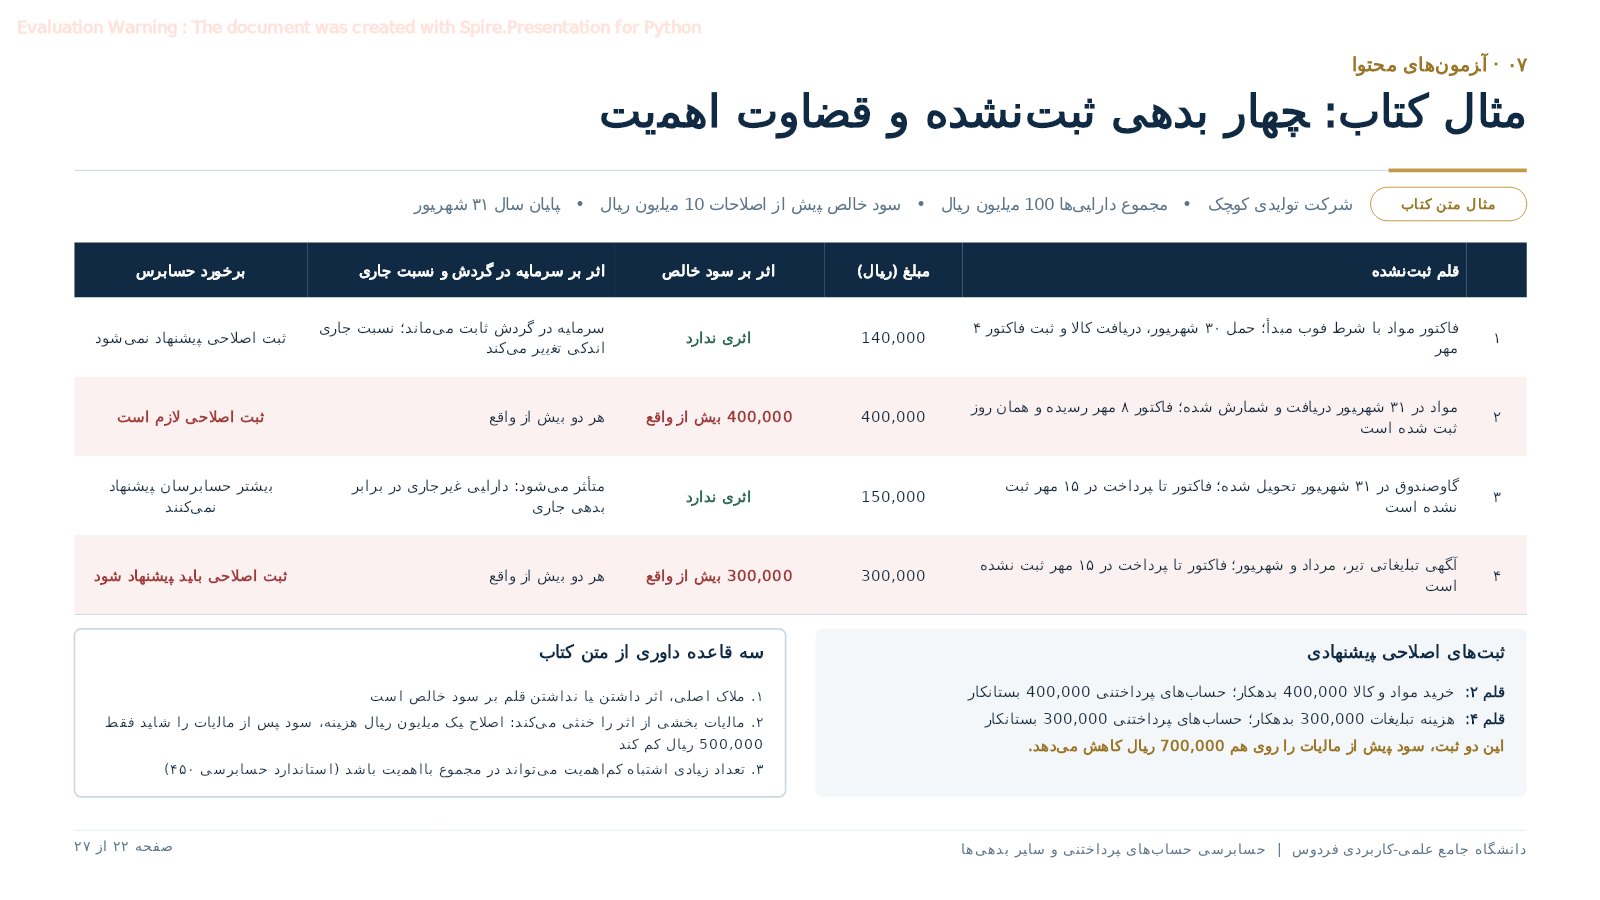 Evaluation Warning : The document was created with Spire.Presentation for Python
۰۷ · آزمون‌های محتوا
مثال کتاب: چهار بدهی ثبت‌نشده و قضاوت اهمیت
مثال متن کتاب
شرکت تولیدی کوچک • مجموع دارایی‌ها 100 میلیون ریال • سود خالص پیش از اصلاحات 10 میلیون ریال • پایان سال ۳۱ شهریور
قلم ثبت‌نشده
مبلغ (ریال)
اثر بر سود خالص
اثر بر سرمایه در گردش و نسبت جاری
برخورد حسابرس
۱
فاکتور مواد با شرط فوب مبدأ؛ حمل ۳۰ شهریور، دریافت کالا و ثبت فاکتور ۴
مهر
140,000
اثری ندارد
سرمایه در گردش ثابت می‌ماند؛ نسبت جاری
اندکی تغییر می‌کند
ثبت اصلاحی پیشنهاد نمی‌شود
۲
مواد در ۳۱ شهریور دریافت و شمارش شده؛ فاکتور ۸ مهر رسیده و همان روز
ثبت شده است
400,000
400,000 بیش از واقع
هر دو بیش از واقع
ثبت اصلاحی لازم است
۳
گاوصندوق در ۳۱ شهریور تحویل شده؛ فاکتور تا پرداخت در ۱۵ مهر ثبت
نشده است
150,000
اثری ندارد
متأثر می‌شود: دارایی غیرجاری در برابر
بدهی جاری
بیشتر حسابرسان پیشنهاد
نمی‌کنند
۴
آگهی تبلیغاتی تیر، مرداد و شهریور؛ فاکتور تا پرداخت در ۱۵ مهر ثبت نشده
است
300,000
300,000 بیش از واقع
هر دو بیش از واقع
ثبت اصلاحی باید پیشنهاد شود
ثبت‌های اصلاحی پیشنهادی
قلم ۲: خرید مواد و کالا 400,000 بدهکار؛ حساب‌های پرداختنی 400,000 بستانکار
قلم ۴: هزینه تبلیغات 300,000 بدهکار؛ حساب‌های پرداختنی 300,000 بستانکار
این دو ثبت، سود پیش از مالیات را روی هم 700,000 ریال کاهش می‌دهد.
سه قاعده داوری از متن کتاب
۱. ملاک اصلی، اثر داشتن یا نداشتن قلم بر سود خالص است
۲. مالیات بخشی از اثر را خنثی می‌کند: اصلاح یک میلیون ریال هزینه، سود پس از مالیات را شاید فقط
500,000 ریال کم کند
۳. تعداد زیادی اشتباه کم‌اهمیت می‌تواند در مجموع بااهمیت باشد (استاندارد حسابرسی ۴۵۰)
دانشگاه جامع علمی-کاربردی فردوس | حسابرسی حساب‌های پرداختنی و سایر بدهی‌ها
صفحه ۲۲ از ۲۷